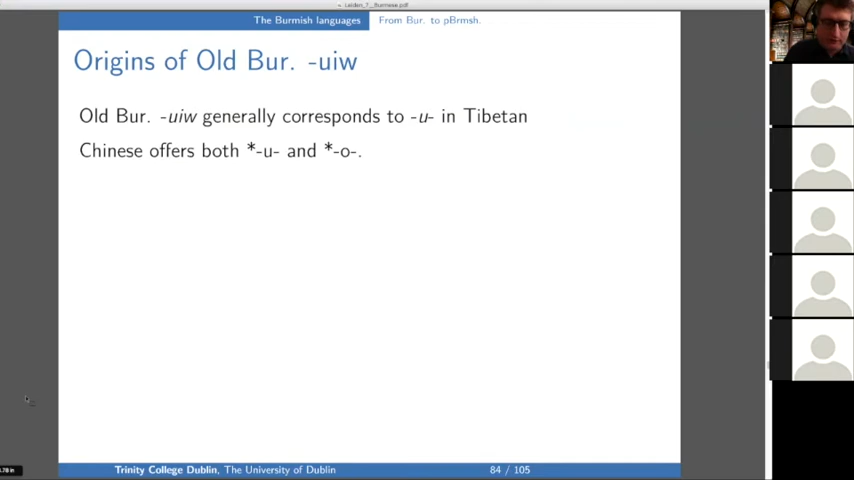 Leiden_7__Burmese.pdf
The Burmish languages From Bur. to pBrmsh.
Origins of Old Bur. -uiw
Old Bur. -uiw generally corresponds to -u- in Tibetan
Chinese offers both *-u- and *-o-.
Trinity College Dublin, The University of Dublin 84 / 105